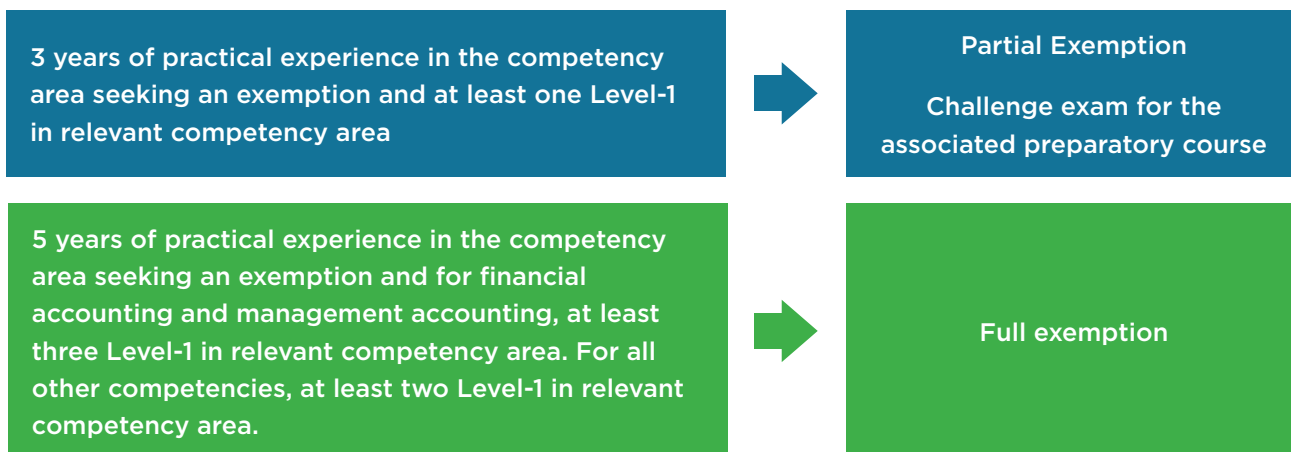 3 years of practical experience in the competency
area seeking an exemption and at least one Level-1
in relevant competency area
Partial Exemption
Challenge exam for the
associated preparatory course
5 years of practical experience in the competency
area seeking an exemption and for financial
accounting and management accounting, at least
three Level-1 in relevant competency area. For all
other competencies, at least two Level-1 in relevant
competency area.
Full exemption